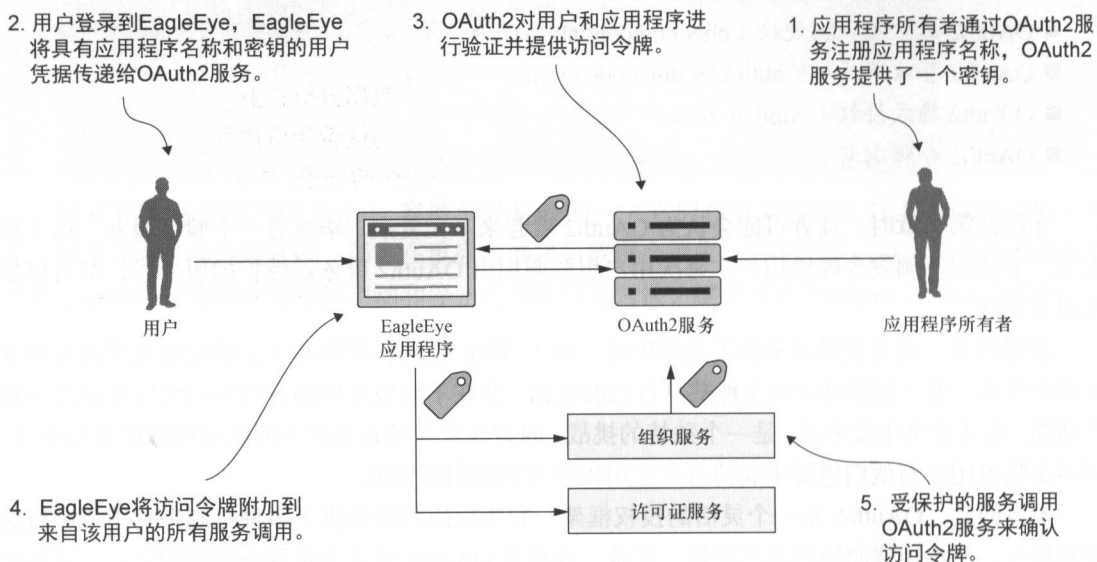 2. 用户登录到EagleEye，EagleEye
将具有应用程序名称和密钥的用户
凭据传递给OAuth2服务。
3. OAuth2对用户和应用程序进
行验证并提供访问令牌。
1. 应用程序所有者通过OAuth2服
务注册应用程序名称，OAuth2
服务提供了一个密钥。
用户
EagleEye
应用程序
OAuth2服务
应用程序所有者
组织服务
许可证服务
4. EagleEye将访问令牌附加到
来自该用户的所有服务调用。
5. 受保护的服务调用
OAuth2服务来确认
访问令牌。